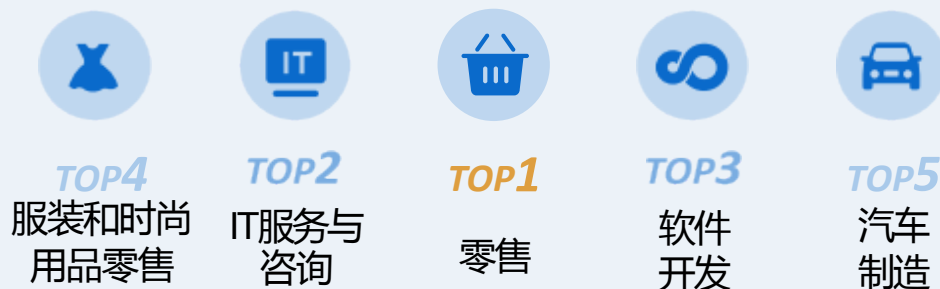 IT
TOP4
服装和时尚
用品零售
TOP2
IT服务与
咨询
TOP1
零售
TOP3
软件
开发
TOP5
汽车
制造